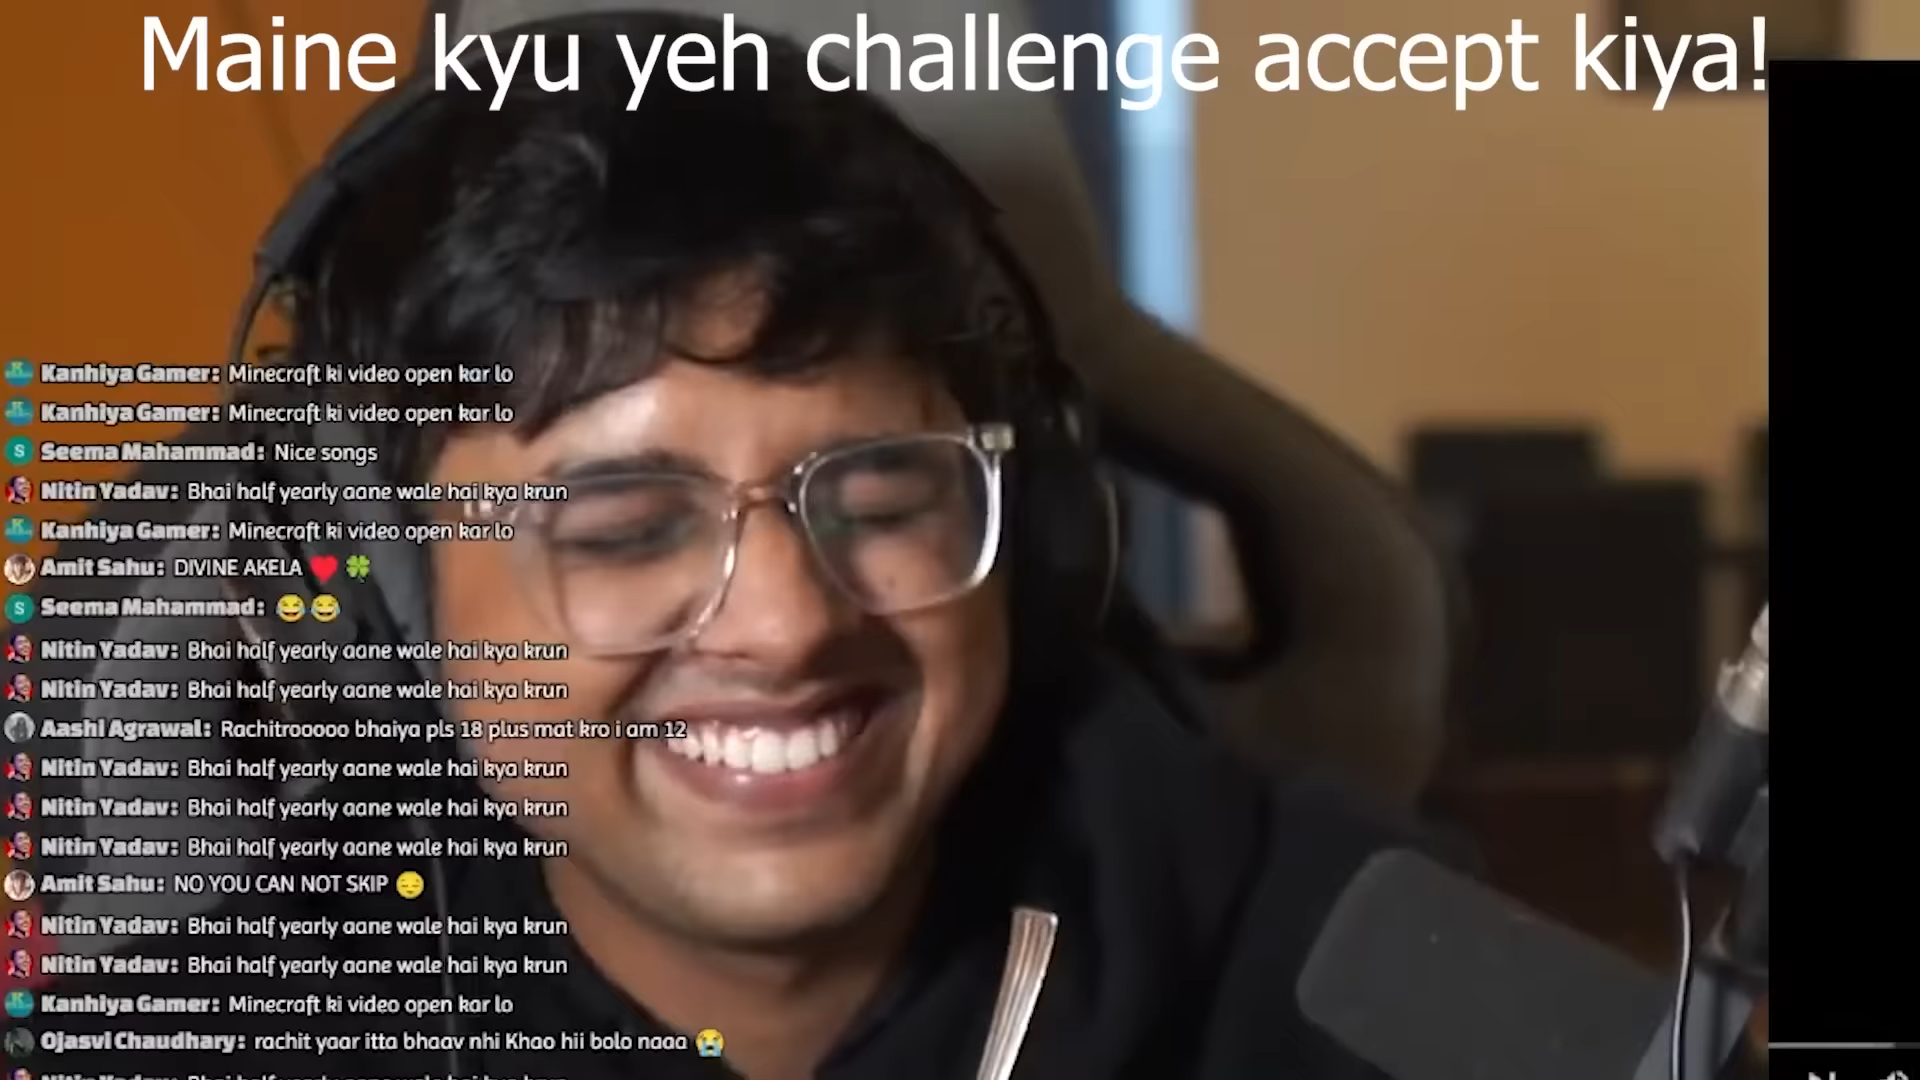 Maine kyu yeh challenge accept kiya!
Kanhiya Gamer: Minecraft ki video open kar lo
Kanhiya Gamer: Minecraft ki video open kar lo
S Seema Mahammad: Nice songs
Nitin Yadav: Bhai half yearly aane wale hai kya krun
Kanhiya Gamer: Minecraft ki video open kar lo
Amit Sahu: DIVINE AKELA ❤️ 🍀
S Seema Mahammad: 😂😂
Nitin Yadav: Bhai half yearly aane wale hai kya krun
Nitin Yadav: Bhai half yearly aane wale hai kya krun
Aashi Agrawal: Rachitrooooo bhaiya pls 18 plus mat kro i am 12
Nitin Yadav: Bhai half yearly aane wale hai kya krun
Nitin Yadav: Bhai half yearly aane wale hai kya krun
Nitin Yadav: Bhai half yearly aane wale hai kya krun
Amit Sahu: NO YOU CAN NOT SKIP 😔
Nitin Yadav: Bhai half yearly aane wale hai kya krun
Nitin Yadav: Bhai half yearly aane wale hai kya krun
Kanhiya Gamer: Minecraft ki video open kar lo
Ojasvi Chaudhary: rachit yaar itta bhaav nhi Khao hii bolo naaa 😭